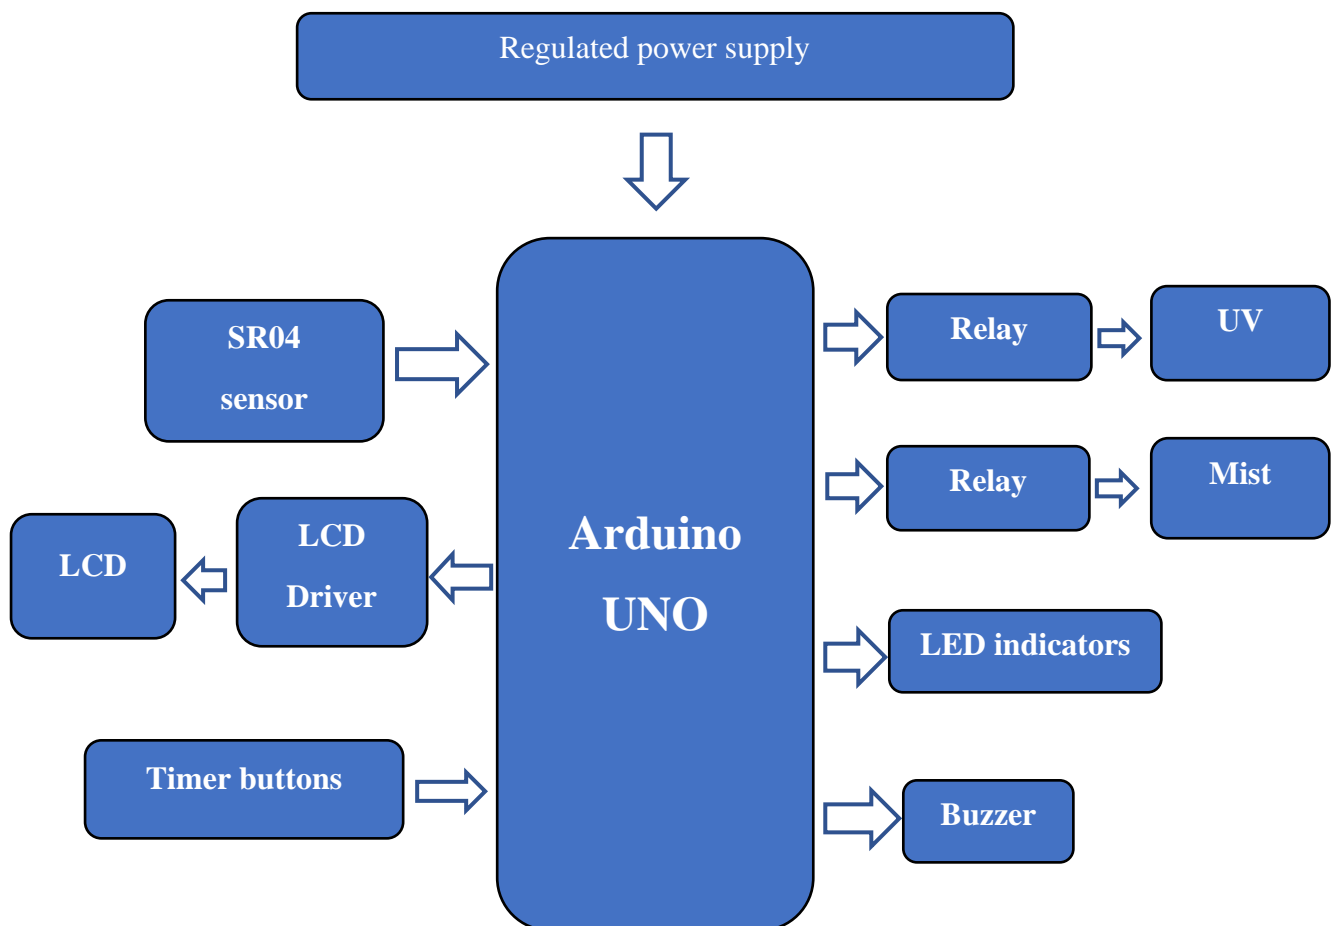 Regulated power supply
SR04
sensor
Relay
UV
Relay
Mist
LCD
LCD
Driver
Arduino
UNO
LED indicators
Timer buttons
Buzzer